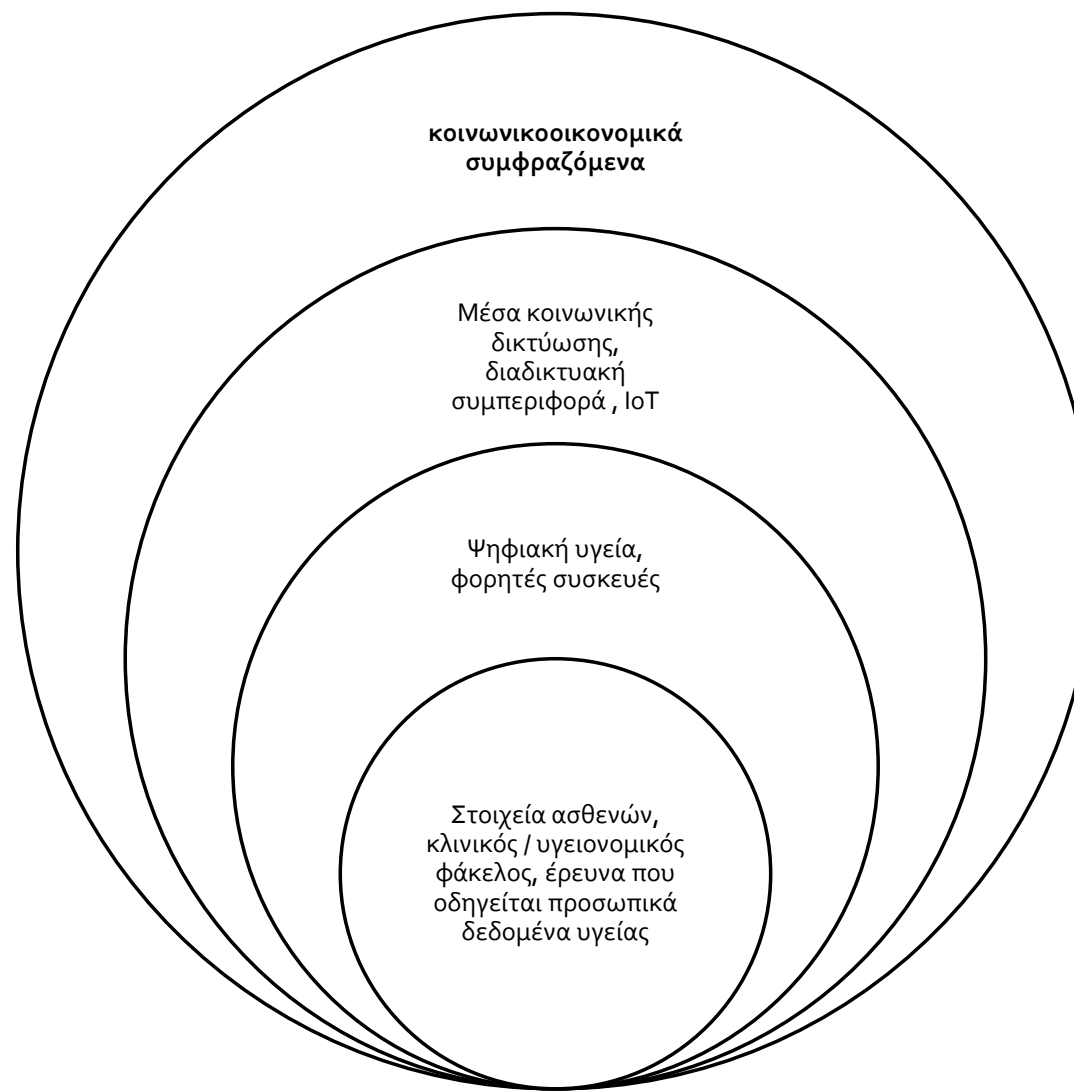 κοινωνικοοικονομικά
συμφραζόμενα
Μέσα κοινωνικής
δικτύωσης,
διαδικτυακή
συμπεριφορά , IoT
Ψηφιακή υγεία,
φορητές συσκευές
Στοιχεία ασθενών,
κλινικός / υγειονομικός
φάκελος, έρευνα που
οδηγείται προσωπικά
δεδομένα υγείας